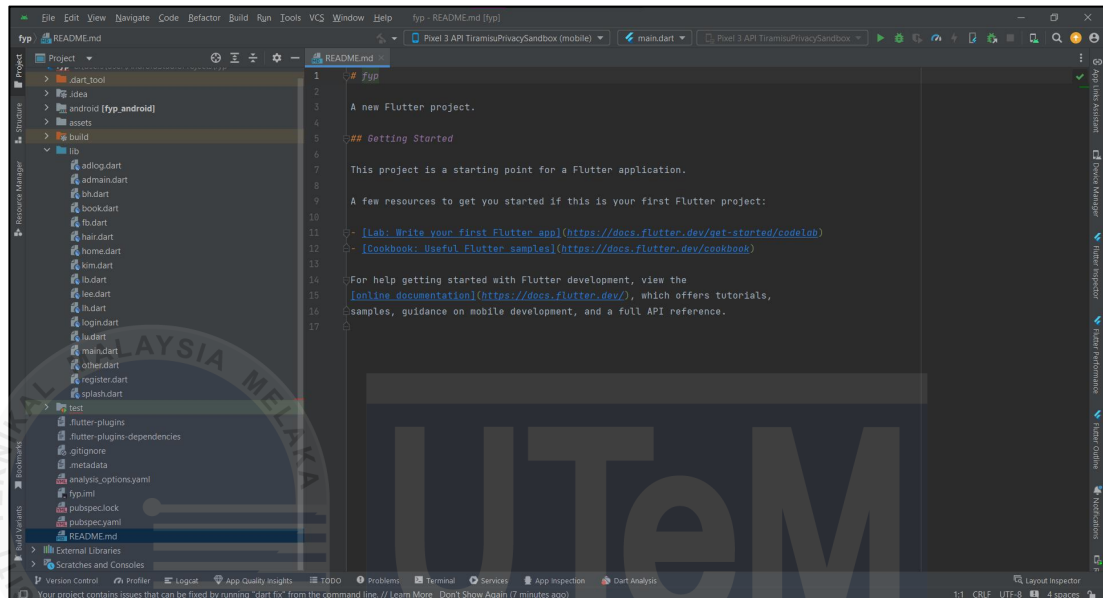 File Edit View Navigate Code Refactor Build Run Tools VCS Window Help fyp - README.md [fyp]
fyp README.md
Pixel 3 API TiramisuPrivacySandbox (mobile)
main.dart
Pixel 3 API TiramisuPrivacySandbox
Project
README.md
.dart_tool
.idea
android [fyp_android]
assets
build
lib
adlog.dart
admain.dart
bh.dart
book.dart
fb.dart
hair.dart
home.dart
kim.dart
lb.dart
lee.dart
lh.dart
login.dart
lu.dart
main.dart
other.dart
register.dart
splash.dart
test
.flutter-plugins
.flutter-plugins-dependencies
.gitignore
.metadata
analysis_options.yaml
fyp.iml
pubspec.lock
pubspec.yaml
README.md
External Libraries
Scratches and Consoles
1 # fyp
2
3 A new Flutter project.
4
5 ## Getting Started
6
7 This project is a starting point for a Flutter application.
8
9 A few resources to get you started if this is your first Flutter project:
10
11 - [Lab: Write your first Flutter app](https://docs.flutter.dev/get-started/codelab)
12 - [Cookbook: Useful Flutter samples](https://docs.flutter.dev/cookbook)
13
14 For help getting started with Flutter development, view the
15 [online documentation](https://docs.flutter.dev/), which offers tutorials,
16 samples, guidance on mobile development, and a full API reference.
17
Project
Structure
Resource Manager
Bookmarks
Build Variants
App Links Assistant
Device Manager
Flutter Inspector
Flutter Performance
Flutter Outline
Notifications
Version Control Profiler Logcat App Quality Insights TODO Problems Terminal Services App Inspection Dart Analysis Layout Inspector
Your project contains issues that can be fixed by running "dart fix" from the command line. // Learn More Don't Show Again (7 minutes ago) 1:1 CRLF UTF-8 4 spaces
MALAYSIA MELAKA
UTeM